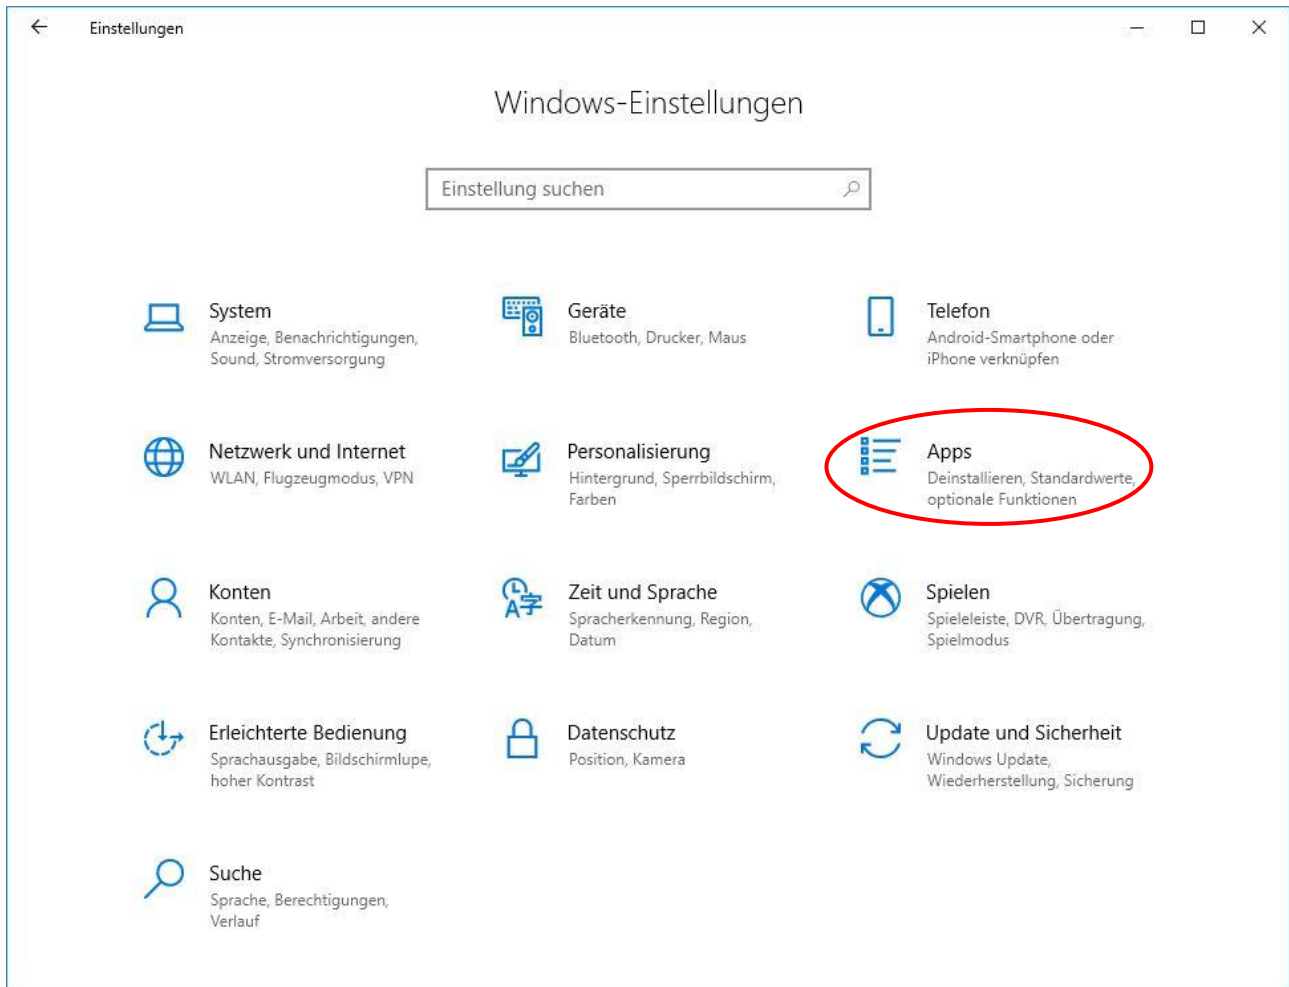 Einstellungen
Windows-Einstellungen
Einstellung suchen
System
Anzeige, Benachrichtigungen,
Sound, Stromversorgung
Geräte
Bluetooth, Drucker, Maus
Telefon
Android-Smartphone oder
iPhone verknüpfen
Netzwerk und Internet
WLAN, Flugzeugmodus, VPN
Personalisierung
Hintergrund, Sperrbildschirm,
Farben
Apps
Deinstallieren, Standardwerte,
optionale Funktionen
Konten
Konten, E-Mail, Arbeit, andere
Kontakte, Synchronisierung
Zeit und Sprache
Spracherkennung, Region,
Datum
Spielen
Spieleleiste, DVR, Übertragung,
Spielmodus
Erleichterte Bedienung
Sprachausgabe, Bildschirmlupe,
hoher Kontrast
Datenschutz
Position, Kamera
Update und Sicherheit
Windows Update,
Wiederherstellung, Sicherung
Suche
Sprache, Berechtigungen,
Verlauf